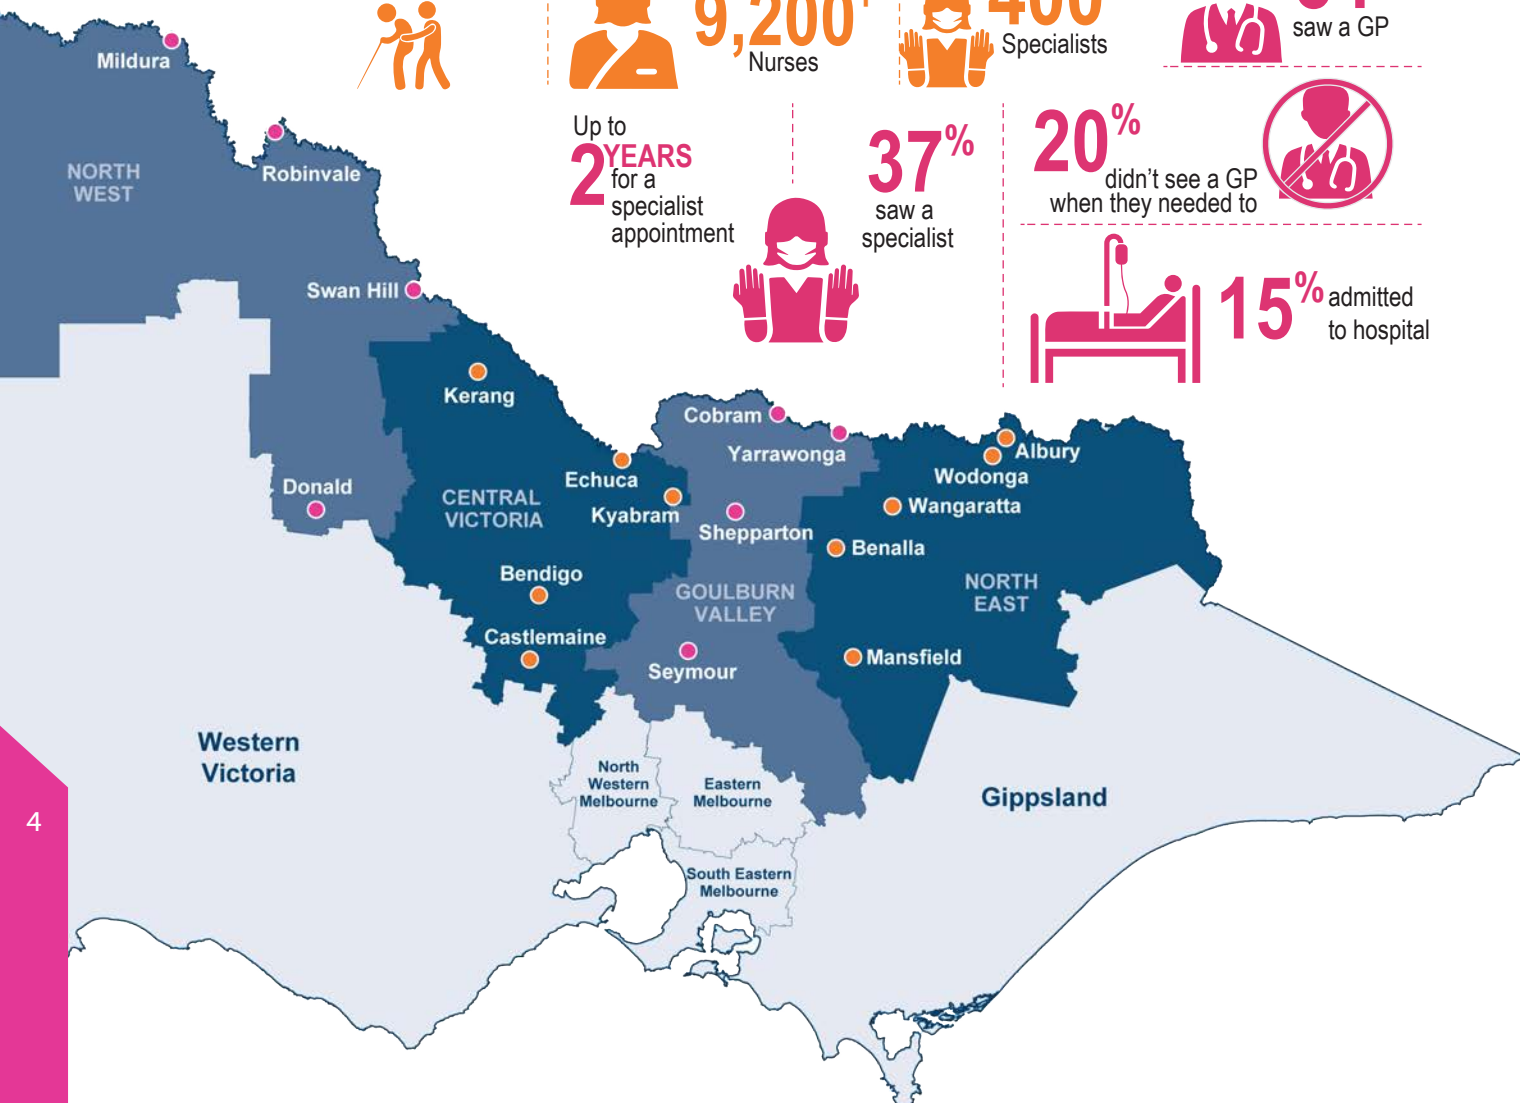 9,200+
Nurses
400
Specialists
saw a GP
Up to
2 YEARS
for a
specialist
appointment
37%
saw a
specialist
20%
didn't see a GP
when they needed to
15% admitted
to hospital
Mildura
NORTH
WEST
Robinvale
Swan Hill
Kerang
Cobram
Yarrawonga
Albury
Wodonga
Echuca
Donald
CENTRAL
VICTORIA
Kyabram
Wangaratta
Shepparton
Benalla
Bendigo
NORTH
EAST
GOULBURN
VALLEY
Castlemaine
Mansfield
Seymour
Western
Victoria
North
Western
Melbourne
Eastern
Melbourne
Gippsland
4
South Eastern
Melbourne